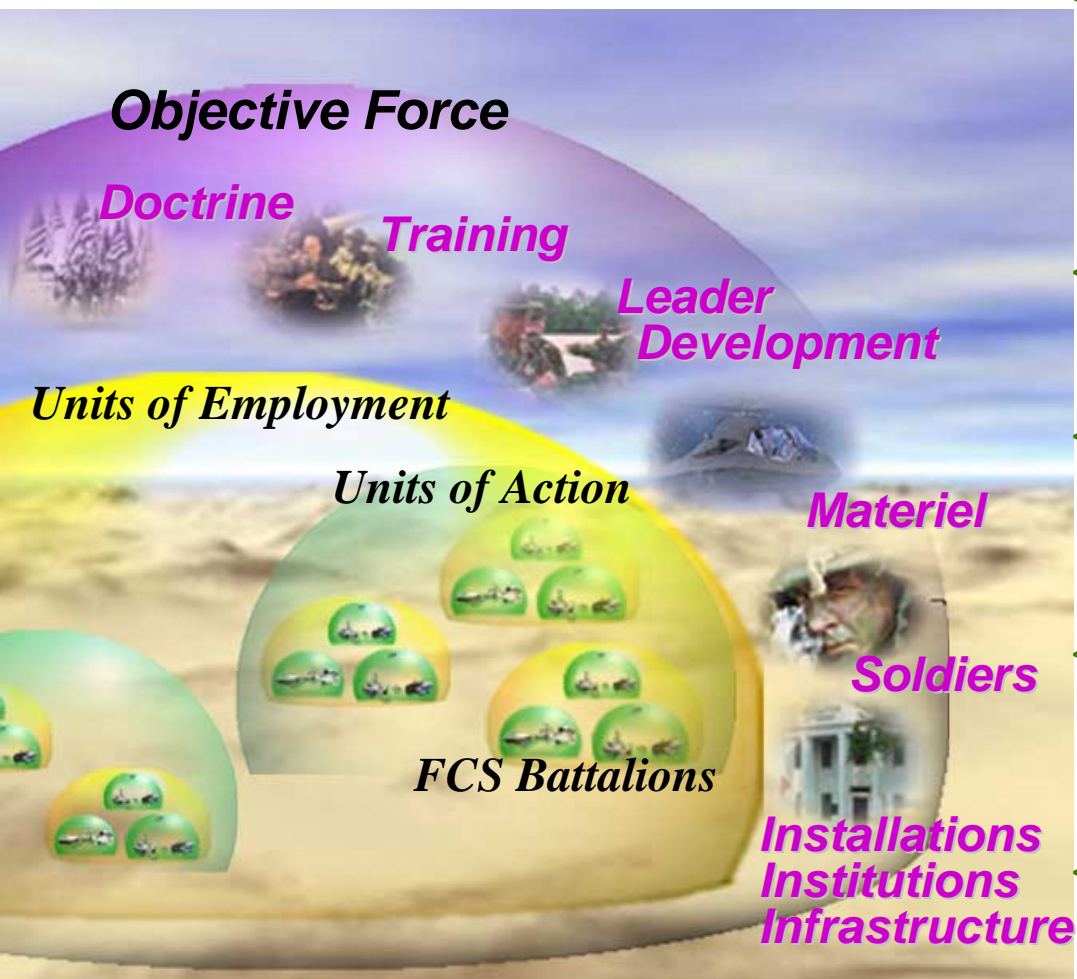 Objective Force
Doctrine
Training
Leader
Development
Units of Employment
Units of Action
Materiel
Soldiers
FCS Battalions
Installations
Institutions
Infrastructure